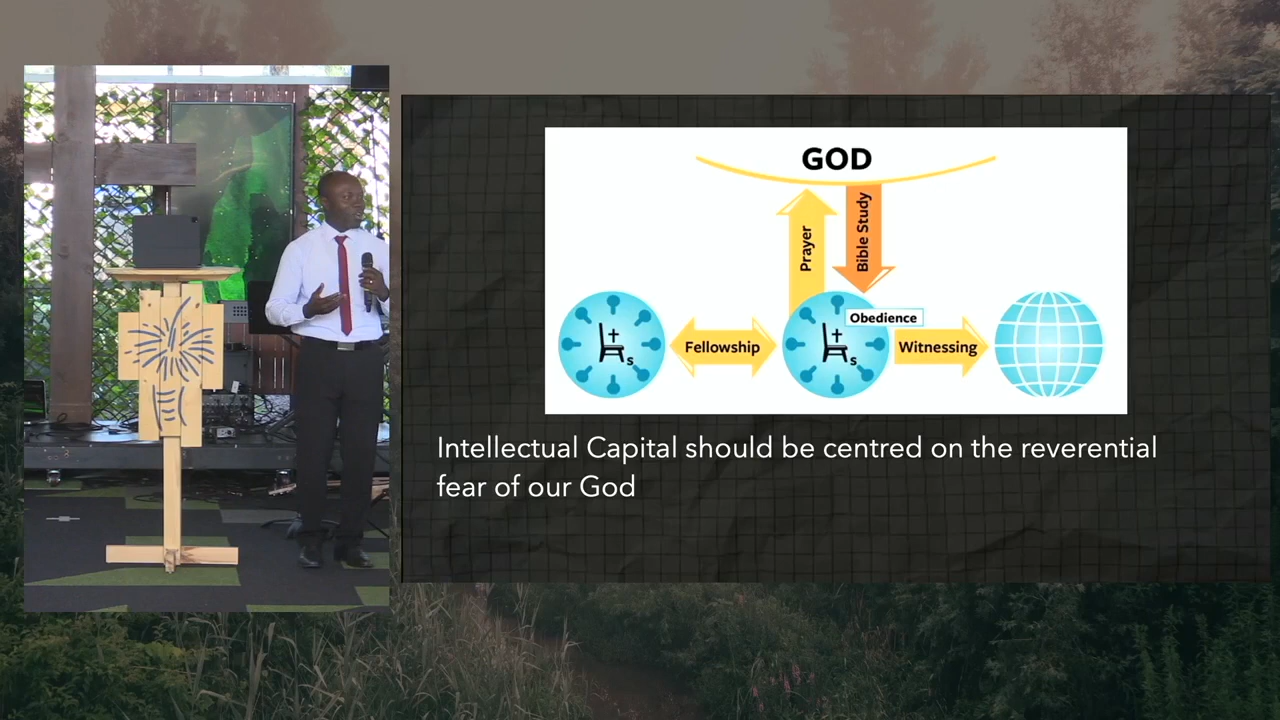 GOD
Prayer
Bible Study
Obedience
s
Fellowship
s
Witnessing
Intellectual Capital should be centred on the reverential
fear of our God